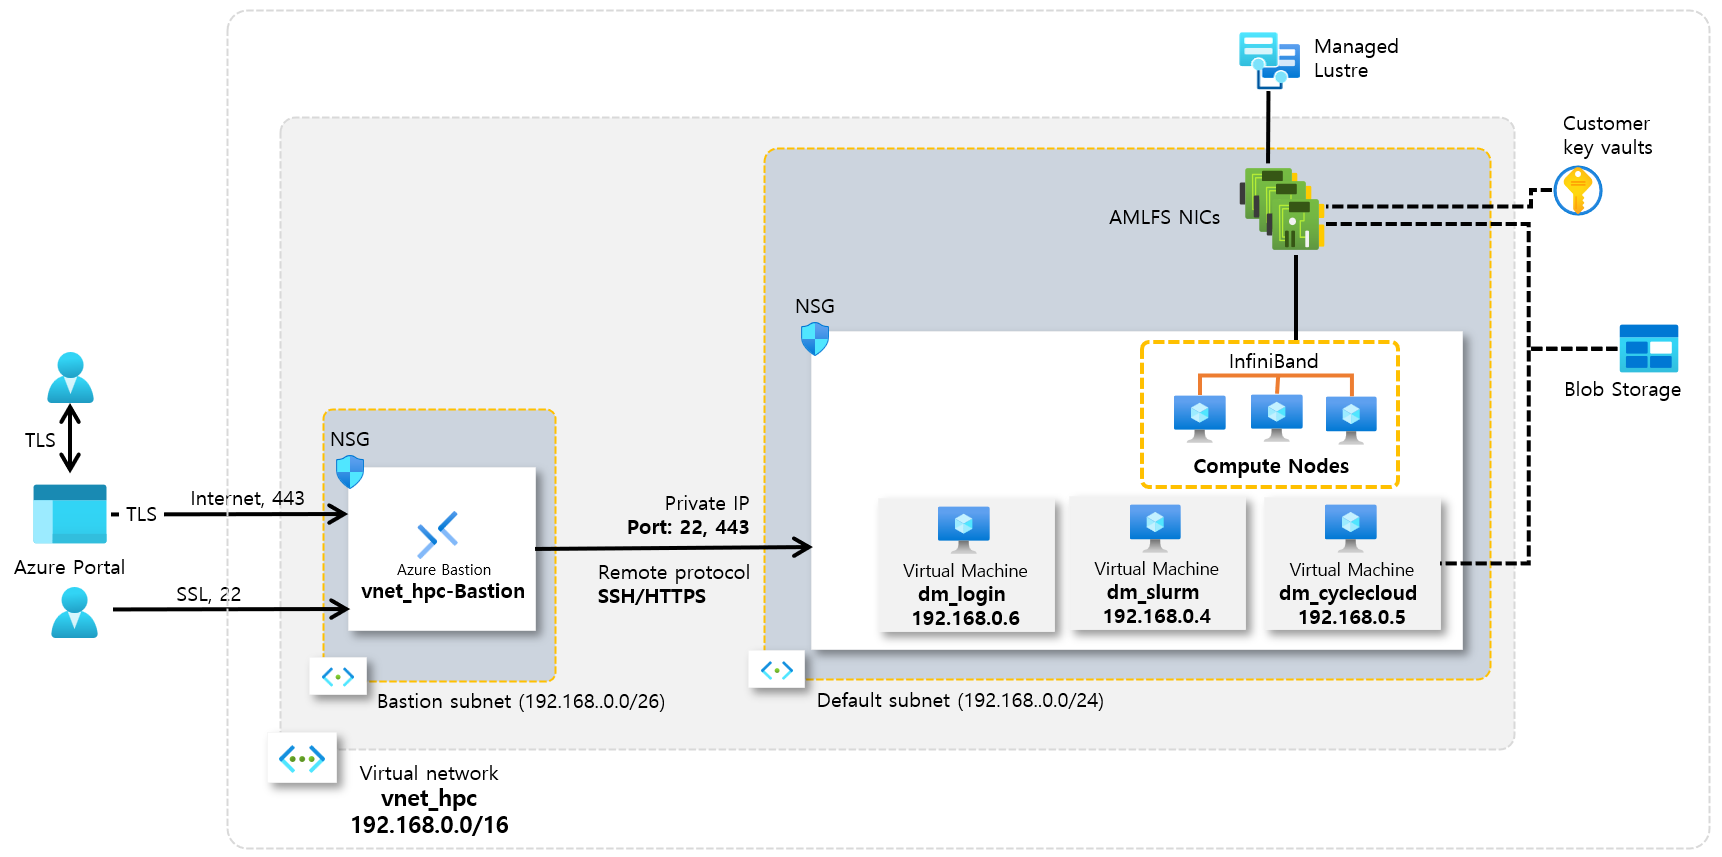 Managed
Lustre
Customer
key vaults
AMLFS NICs
NSG
InfiniBand
Compute Nodes
Blob Storage
TLS
Azure Portal
TLS
Internet, 443
SSL, 22
NSG
Azure Bastion
vnet_hpc-Bastion
Private IP
Port: 22, 443
Remote protocol
SSH/HTTPS
Virtual Machine
dm_login
192.168.0.6
Virtual Machine
dm_slurm
192.168.0.4
Virtual Machine
dm_cyclecloud
192.168.0.5
Bastion subnet (192.168..0.0/26)
Default subnet (192.168..0.0/24)
Virtual network
vnet_hpc
192.168.0.0/16